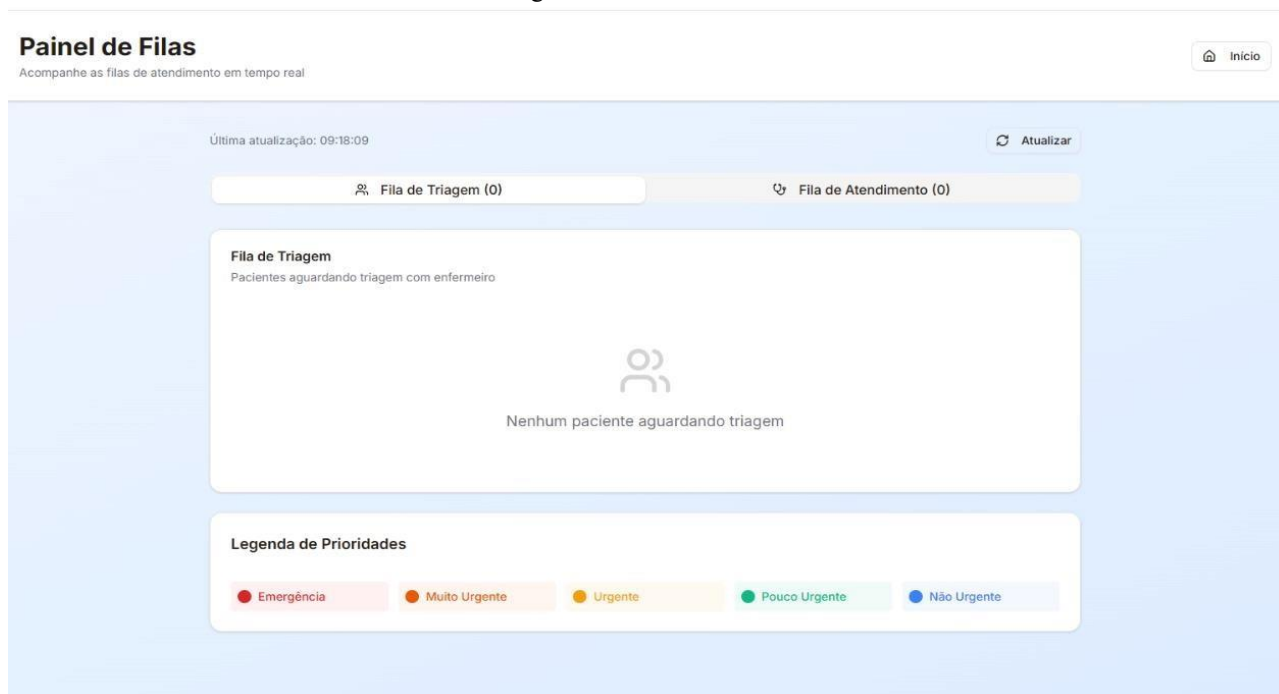 Painel de Filas
Acompanhe as filas de atendimento em tempo real
Início
Última atualização: 09:18:09
Atualizar
Fila de Triagem (0)
Fila de Atendimento (0)
Fila de Triagem
Pacientes aguardando triagem com enfermeiro
Nenhum paciente aguardando triagem
Legenda de Prioridades
Emergência
Muito Urgente
Urgente
Pouco Urgente
Não Urgente